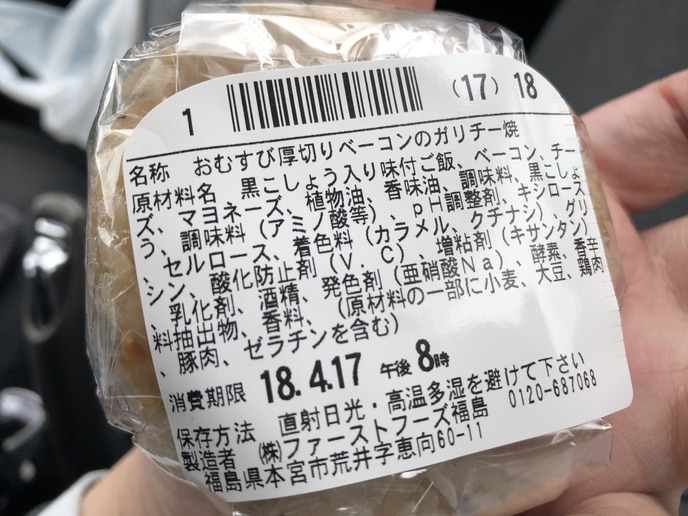 1 (17) 18
名称 おむすび厚切りベーコンのガリチー焼
原材料名 黒こしょう入り味付ご飯、ベーコン、チー
ズ、マヨネーズ、植物油、香味油、調味料、黒こしょ
う、調味料(アミノ酸等)、pH調整剤、キシロース
、セルロース、着色料(カラメル、クチナシ)、グリ
シン、酸化防止剤(V.C)、増粘剤(キサンタン)
、乳化剤、酒精、発色剤(亜硝酸Na)、酵素、香辛
料抽出物、香料、(原材料の一部に小麦、大豆、鶏肉
、豚肉、ゼラチンを含む)
消費期限 18.4.17 午後 8時
保存方法 直射日光・高温多湿を避けて下さい
製造者 (株)ファーストフーズ福島 0120-687068
福島県本宮市荒井字恵向60-11